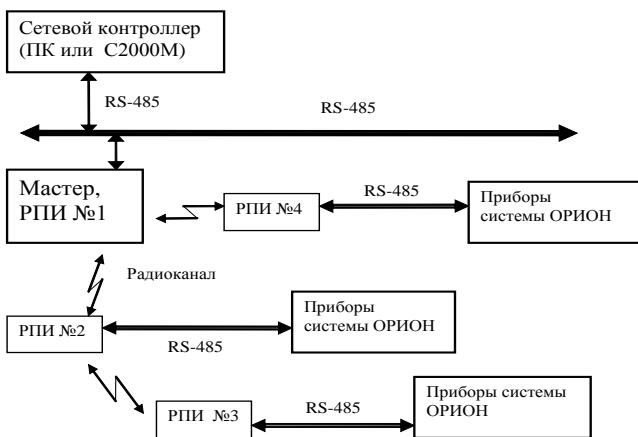 Сетевой контроллер
(ПК или С2000М)
RS-485
RS-485
Мастер,
РПИ №1
РПИ №4
RS-485
Приборы
системы ОРИОН
Радиоканал
РПИ №2
RS-485
Приборы
системы ОРИОН
РПИ №3
RS-485
Приборы системы
ОРИОН